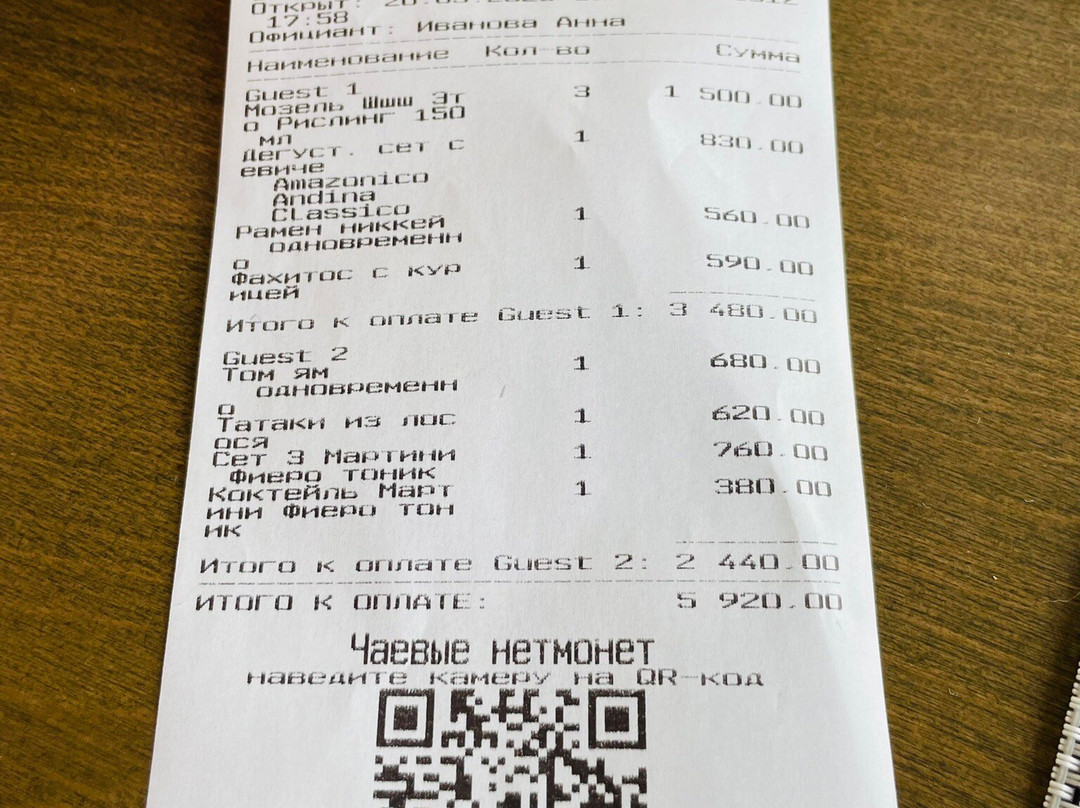 Открыт:
17:58
Официант: Иванова Анна
Наименование Кол-во Сумма
Guest 1
Мозель Шшш Эт 3 1 500.00
о Рислинг 150
мл
Дегуст. сет с 1 830.00
евиче
Amazonico
Andina
CLassico
Рамен никкей 1 560.00
одновременн
о
Фахитос с кур 1 590.00
ицей
Итого к оплате Guest 1: 3 480.00
Guest 2
Том ям 1 680.00
одновременн
о
Татаки из лос 1 620.00
ося
Сет 3 Мартини 1 760.00
Фиеро тоник
Коктейль Март 1 380.00
ини Фиеро тон
ик
Итого к оплате Guest 2: 2 440.00
ИТОГО К ОПЛАТЕ: 5 920.00
Чаевые нетмонет
наведите камеру на QR-код